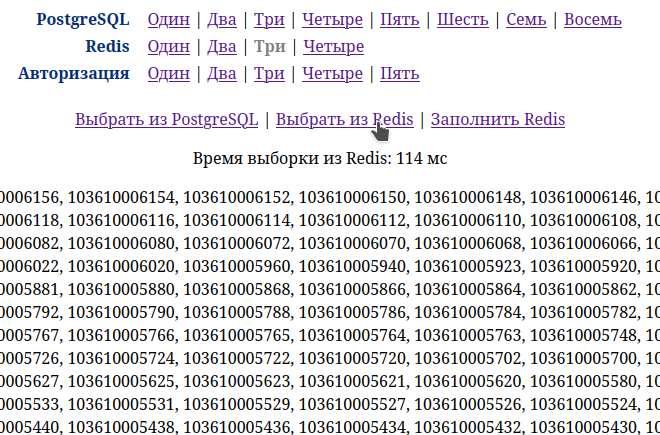 PostgreSQL Один | Два | Три | Четыре | Пять | Шесть | Семь | Восемь
Redis Один | Два | Три | Четыре
Авторизация Один | Два | Три | Четыре | Пять
Выбрать из PostgreSQL | Выбрать из Redis | Заполнить Redis
Время выборки из Redis: 114 мс
0006156, 103610006154, 103610006152, 103610006150, 103610006148, 103610006146, 10
0006118, 103610006116, 103610006114, 103610006112, 103610006110, 103610006108, 10
0006082, 103610006080, 103610006072, 103610006070, 103610006068, 103610006066, 10
0006022, 103610006020, 103610005960, 103610005940, 103610005923, 103610005920, 10
0005881, 103610005880, 103610005868, 103610005866, 103610005864, 103610005862, 10
0005792, 103610005790, 103610005788, 103610005786, 103610005784, 103610005782, 10
0005767, 103610005766, 103610005765, 103610005764, 103610005763, 103610005748, 10
0005726, 103610005724, 103610005722, 103610005720, 103610005702, 103610005700, 10
0005627, 103610005625, 103610005623, 103610005621, 103610005620, 103610005580, 10
0005533, 103610005531, 103610005529, 103610005527, 103610005526, 103610005524, 10
0005440, 103610005438, 103610005436, 103610005434, 103610005432, 103610005430, 10